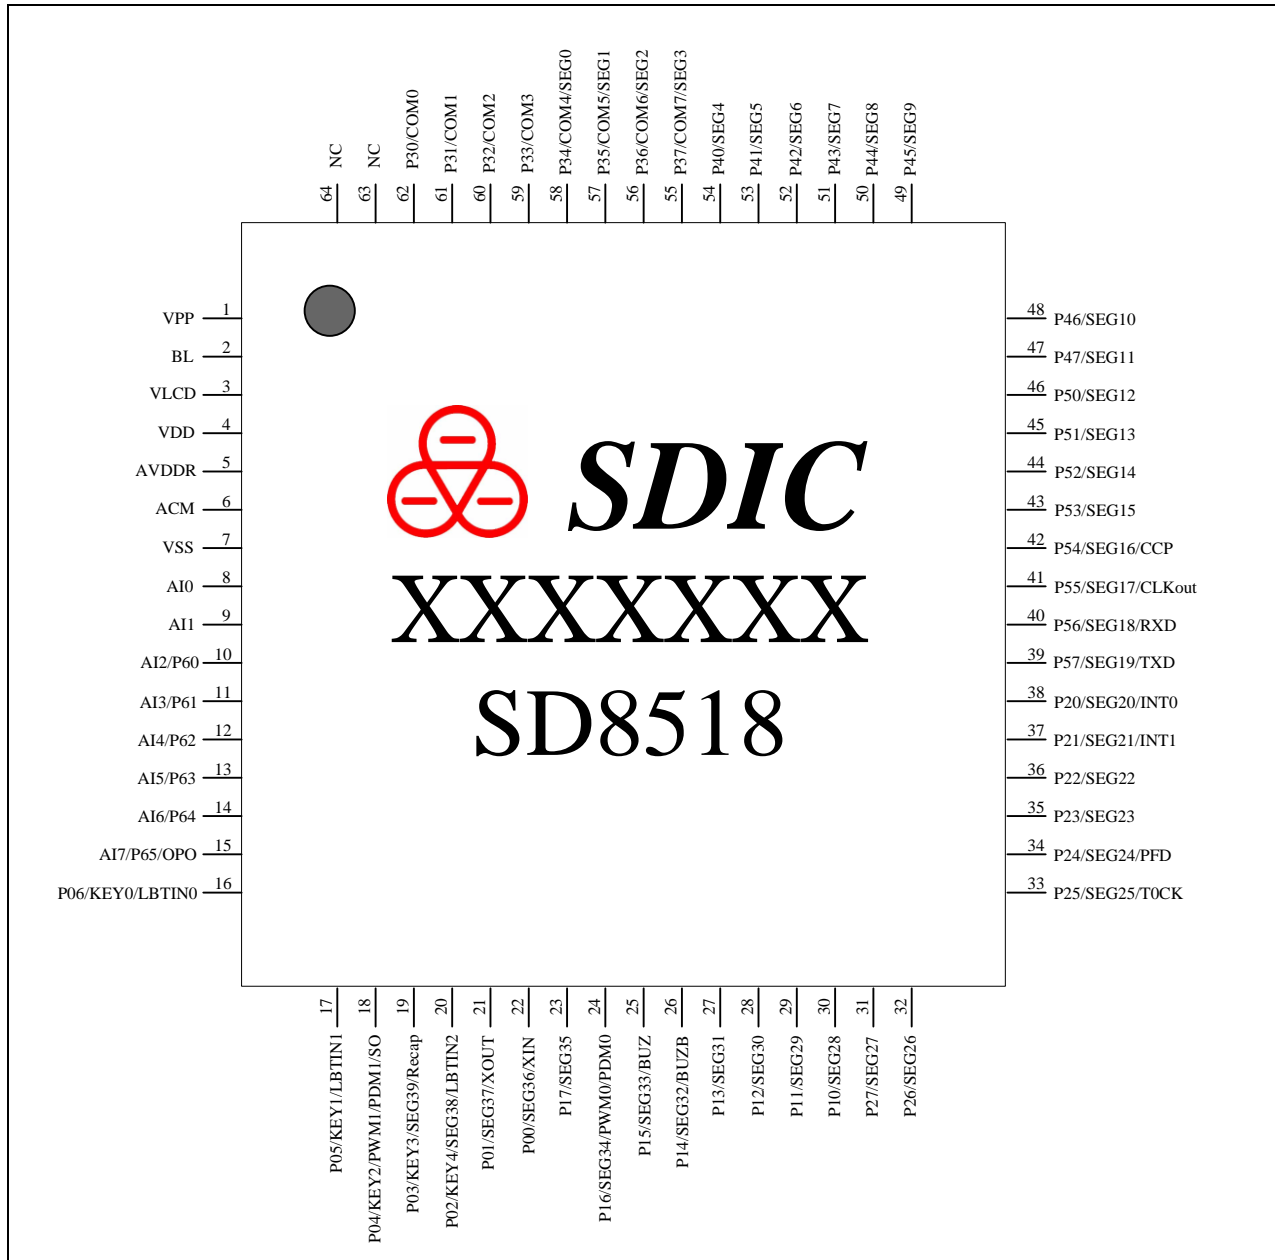 64 NC
63 NC
62 P30/COM0
61 P31/COM1
60 P32/COM2
59 P33/COM3
58 P34/COM4/SEG0
57 P35/COM5/SEG1
56 P36/COM6/SEG2
55 P37/COM7/SEG3
54 P40/SEG4
53 P41/SEG5
52 P42/SEG6
51 P43/SEG7
50 P44/SEG8
49 P45/SEG9
VPP 1
BL 2
VLCD 3
VDD 4
AVDDR 5
ACM 6
VSS 7
AI0 8
AI1 9
AI2/P60 10
AI3/P61 11
AI4/P62 12
AI5/P63 13
AI6/P64 14
AI7/P65/OPO 15
P06/KEY0/LBTIN0 16
SDIC
XXXXXXX
SD8518
48 P46/SEG10
47 P47/SEG11
46 P50/SEG12
45 P51/SEG13
44 P52/SEG14
43 P53/SEG15
42 P54/SEG16/CCP
41 P55/SEG17/CLKout
40 P56/SEG18/RXD
39 P57/SEG19/TXD
38 P20/SEG20/INT0
37 P21/SEG21/INT1
36 P22/SEG22
35 P23/SEG23
34 P24/SEG24/PFD
33 P25/SEG25/T0CK
17 P05/KEY1/LBTIN1
18 P04/KEY2/PWM1/PDM1/SO
19 P03/KEY3/SEG39/Recap
20 P02/KEY4/SEG38/LBTIN2
21 P01/SEG37/XOUT
22 P00/SEG36/XIN
23 P17/SEG35
24 P16/SEG34/PWM0/PDM0
25 P15/SEG33/BUZ
26 P14/SEG32/BUZB
27 P13/SEG31
28 P12/SEG30
29 P11/SEG29
30 P10/SEG28
31 P27/SEG27
32 P26/SEG26